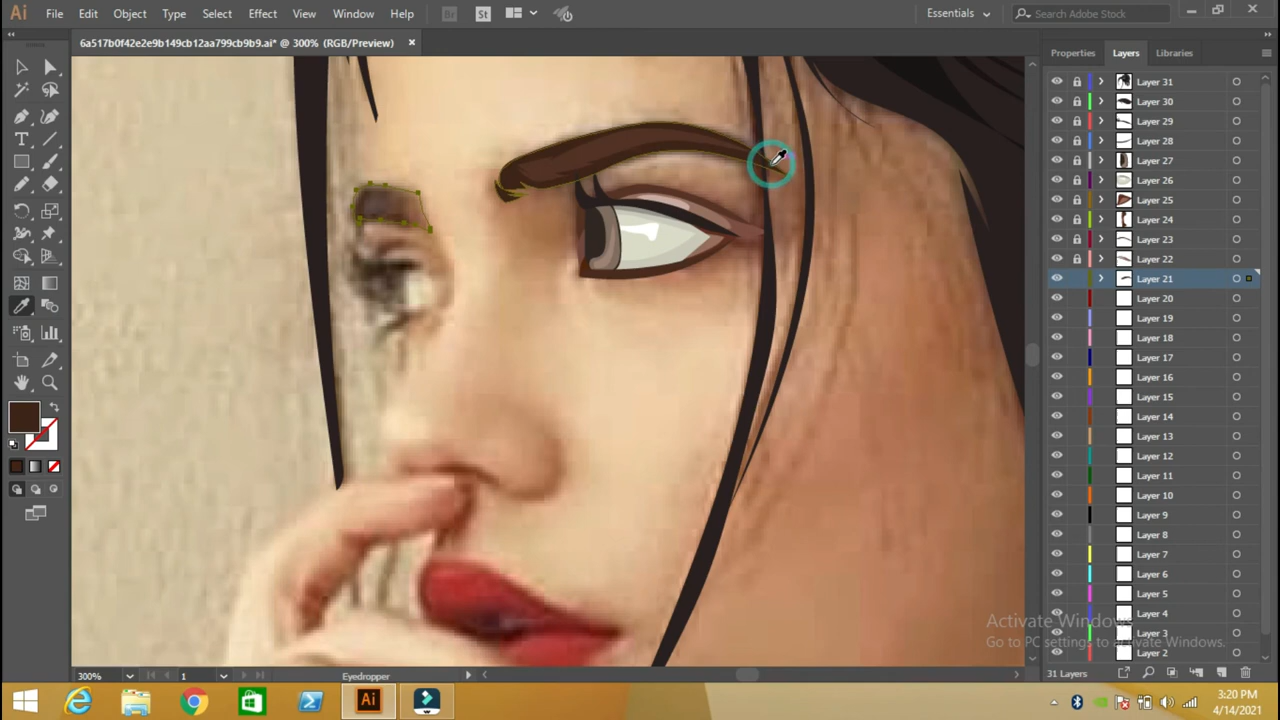 Ai File Edit Object Type Select Effect View Window Help Br St Essentials Search Adobe Stock
6a517b0f42e2e9b149cb12aa799cb9b9.ai* @ 300% (RGB/Preview)
Properties Layers Libraries
Layer 31
Layer 30
Layer 29
Layer 28
Layer 27
Layer 26
Layer 25
Layer 24
Layer 23
Layer 22
Layer 21
Layer 20
Layer 19
Layer 18
Layer 17
Layer 16
Layer 15
Layer 14
Layer 13
Layer 12
Layer 11
Layer 10
Layer 9
Layer 8
Layer 7
Layer 6
Layer 5
Layer 4
Layer 3
Layer 2
Activate Windows
Go to PC settings to activate Windows.
300% 1 Eyedropper 31 Layers
Ai
3:20 PM
4/14/2021